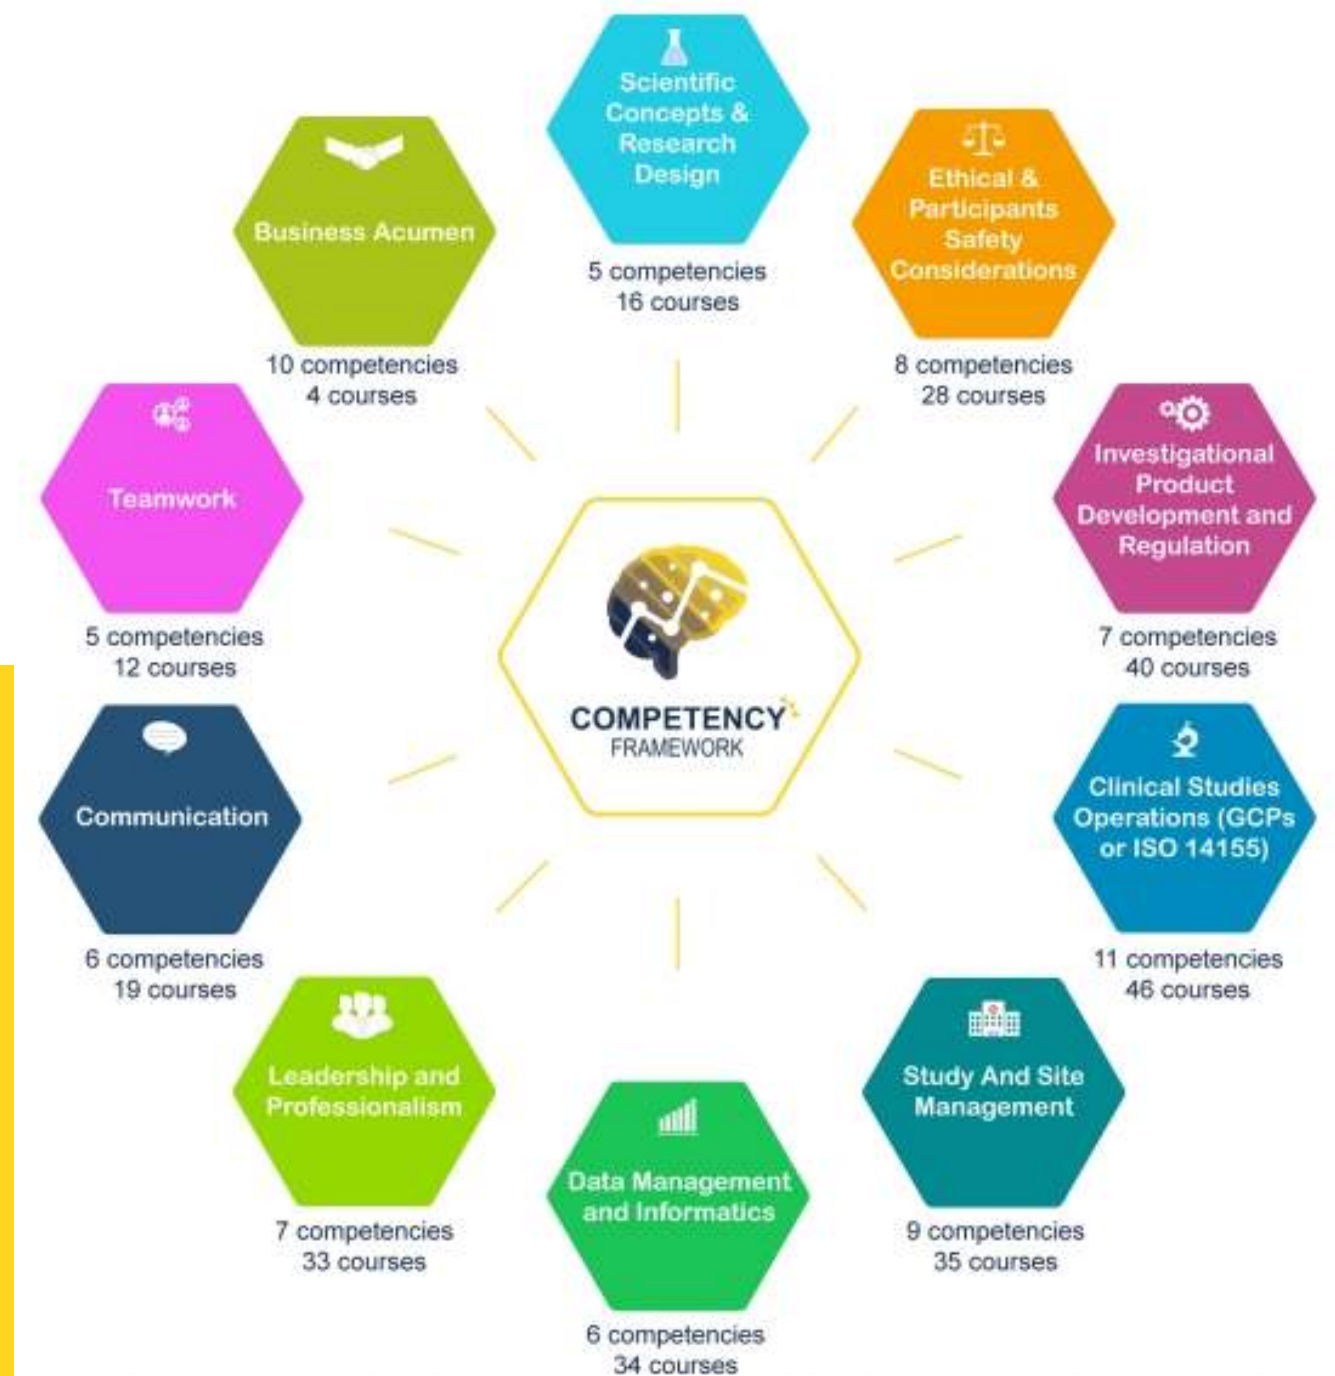 Scientific
Concepts &
Research
Design
5 competencies
16 courses
Ethical &
Participants
Safety
Considerations
8 competencies
28 courses
Investigational
Product
Development and
Regulation
7 competencies
40 courses
Clinical Studies
Operations (GCPs
or ISO 14155)
11 competencies
46 courses
Study And Site
Management
9 competencies
35 courses
Data Management
and Informatics
6 competencies
34 courses
Leadership and
Professionalism
7 competencies
33 courses
Communication
6 competencies
19 courses
Teamwork
5 competencies
12 courses
Business Acumen
10 competencies
4 courses
COMPETENCY
FRAMEWORK